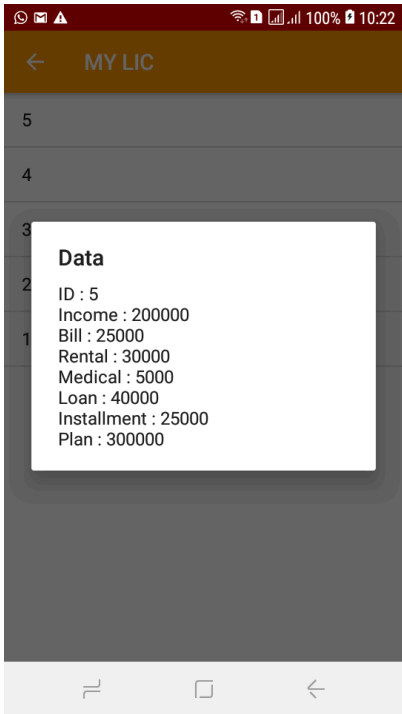 1 100% 10:22
MY LIC
5
4
3
2
1
Data
ID : 5
Income : 200000
Bill : 25000
Rental : 30000
Medical : 5000
Loan : 40000
Installment : 25000
Plan : 300000